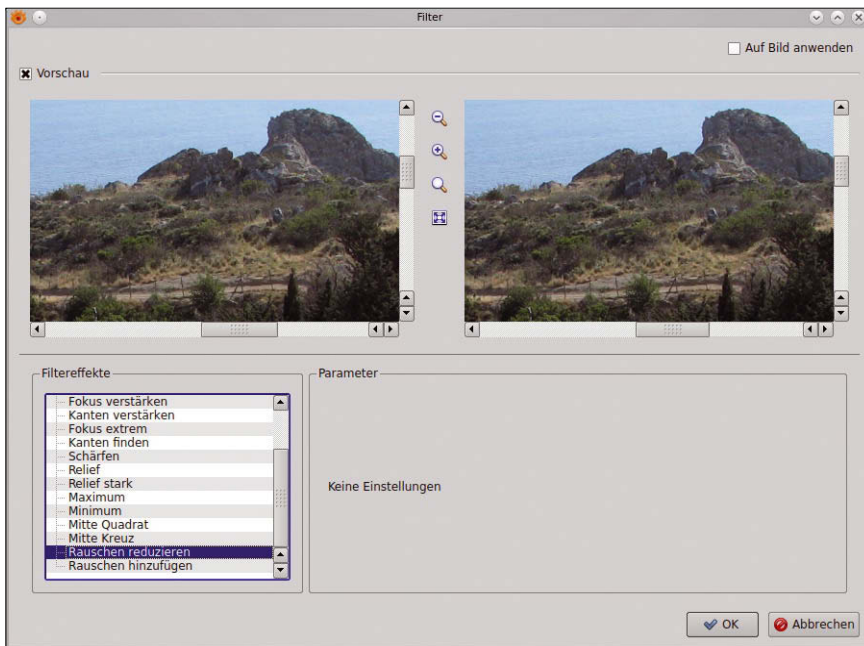 Filter
Auf Bild anwenden
Vorschau
Filtereffekte
Fokus verstärken
Kanten verstärken
Fokus extrem
Kanten finden
Schärfen
Relief
Relief stark
Maximum
Minimum
Mitte Quadrat
Mitte Kreuz
Rauschen reduzieren
Rauschen hinzufügen
Parameter
Keine Einstellungen
OK
Abbrechen